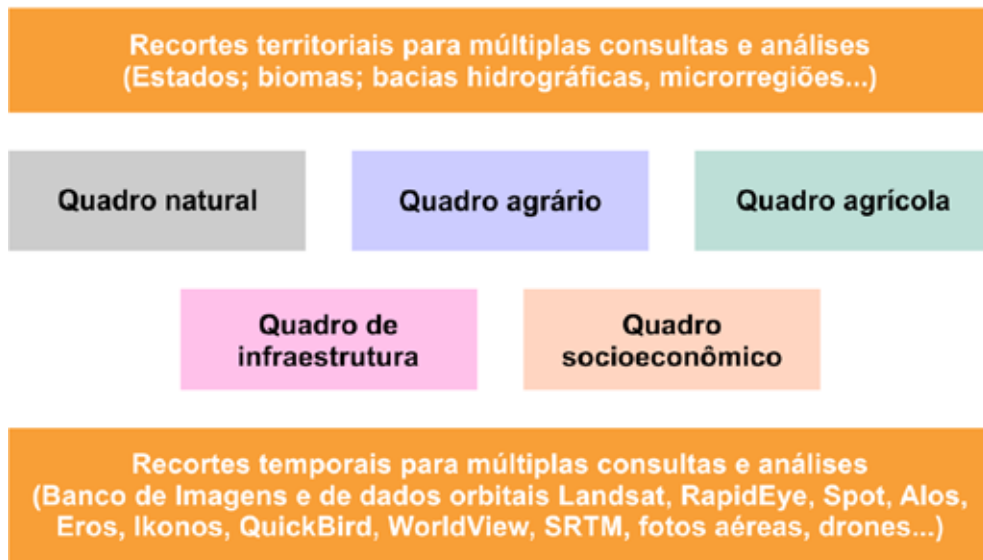 Recortes territoriais para múltiplas consultas e análises
(Estados; biomas; bacias hidrográficas, microrregiões...)
Quadro natural
Quadro agrário
Quadro agrícola
Quadro de
infraestrutura
Quadro
socioeconômico
Recortes temporais para múltiplas consultas e análises
(Banco de Imagens e de dados orbitais Landsat, RapidEye, Spot, Alos,
Eros, Ikonos, QuickBird, WorldView, SRTM, fotos aéreas, drones...)